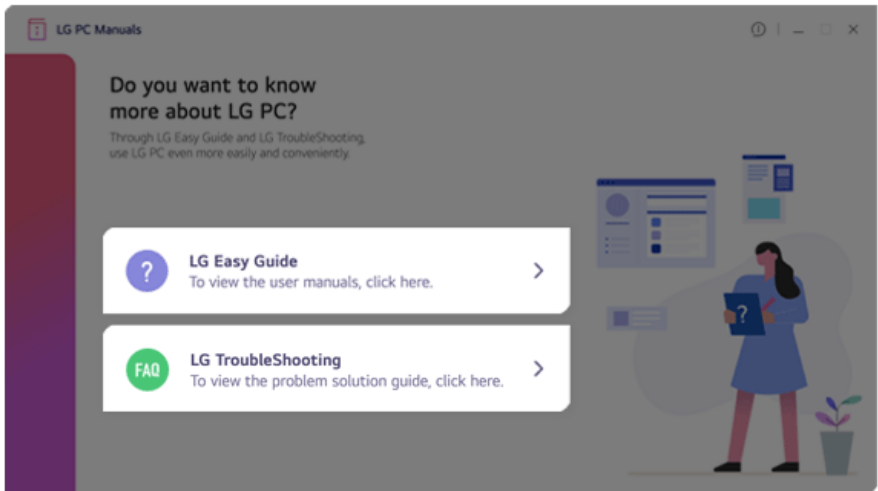 LG PC Manuals
Do you want to know
more about LG PC?
Through LG Easy Guide and LG TroubleShooting,
use LG PC even more easily and conveniently.
?
LG Easy Guide
To view the user manuals, click here.
FAQ
LG TroubleShooting
To view the problem solution guide, click here.
?